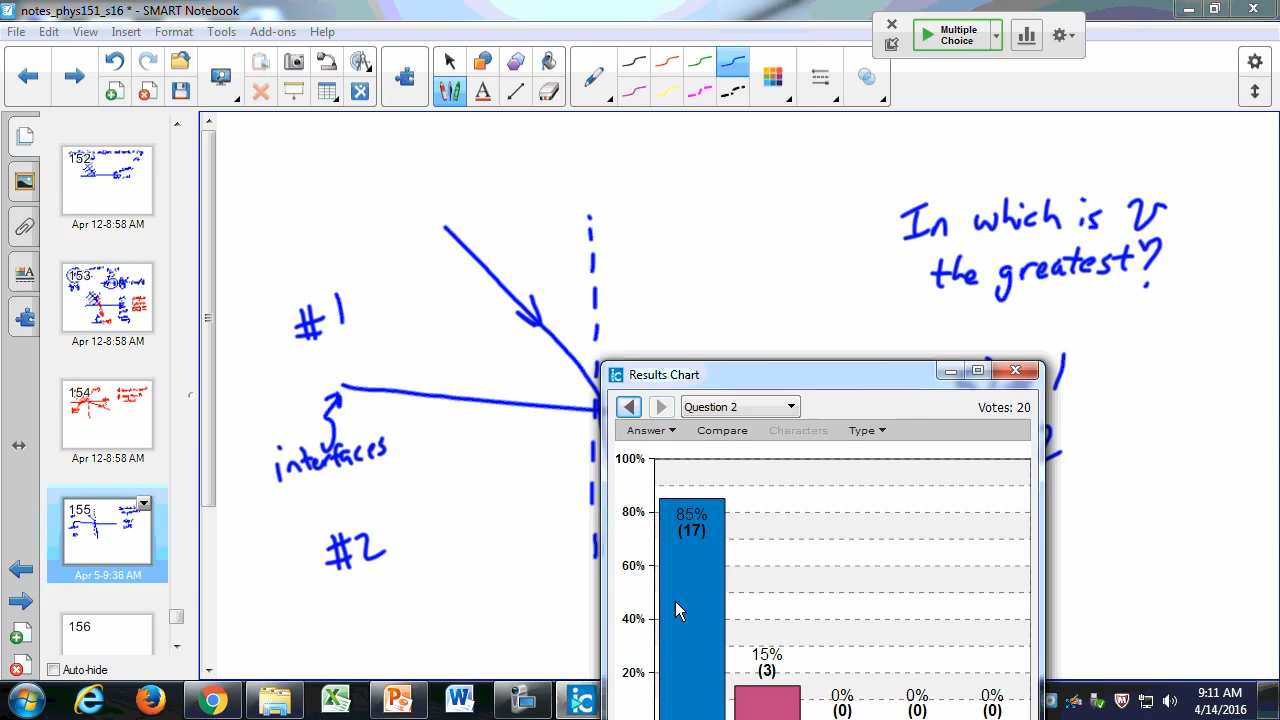 notes_phys151_s16 * - SMART Notebook
File Edit View Insert Format Tools Add-ons Help
Multiple
Choice
152
Apr 12-8:58 AM
153
Apr 12-8:58 AM
154
Apr 12-8:58 AM
155
Apr 5-9:36 AM
156
Auto-hide
In which is v
the greatest?
#1
interfaces
#2
Results Chart
Question 2
Votes: 20
Answer Compare Characters Type
100%
80%
60%
40%
20%
85%
(17)
15%
(3)
0%
(0)
0%
(0)
0%
(0)
9:11 AM
4/14/2016